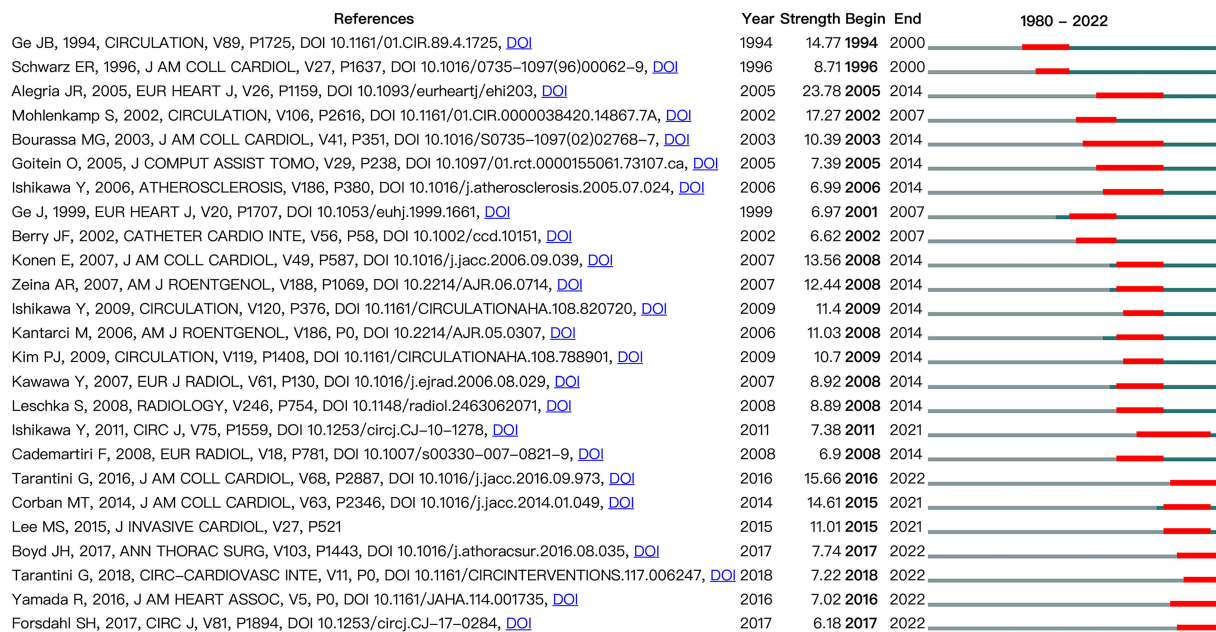 References Year Strength Begin End 1980 – 2022
Ge JB, 1994, CIRCULATION, V89, P1725, DOI 10.1161/01.CIR.89.4.1725, DOI 1994 14.77 1994 2000
Schwarz ER, 1996, J AM COLL CARDIOL, V27, P1637, DOI 10.1016/0735–1097(96)00062–9, DOI 1996 8.71 1996 2000
Alegria JR, 2005, EUR HEART J, V26, P1159, DOI 10.1093/eurheartj/ehi203, DOI 2005 23.78 2005 2014
Mohlenkamp S, 2002, CIRCULATION, V106, P2616, DOI 10.1161/01.CIR.0000038420.14867.7A, DOI 2002 17.27 2002 2007
Bourassa MG, 2003, J AM COLL CARDIOL, V41, P351, DOI 10.1016/S0735–1097(02)02768–7, DOI 2003 10.39 2003 2014
Goitein O, 2005, J COMPUT ASSIST TOMO, V29, P238, DOI 10.1097/01.rct.0000155061.73107.ca, DOI 2005 7.39 2005 2014
Ishikawa Y, 2006, ATHEROSCLEROSIS, V186, P380, DOI 10.1016/j.atherosclerosis.2005.07.024, DOI 2006 6.99 2006 2014
Ge J, 1999, EUR HEART J, V20, P1707, DOI 10.1053/euhj.1999.1661, DOI 1999 6.97 2001 2007
Berry JF, 2002, CATHETER CARDIO INTE, V56, P58, DOI 10.1002/ccd.10151, DOI 2002 6.62 2002 2007
Konen E, 2007, J AM COLL CARDIOL, V49, P587, DOI 10.1016/j.jacc.2006.09.039, DOI 2007 13.56 2008 2014
Zeina AR, 2007, AM J ROENTGENOL, V188, P1069, DOI 10.2214/AJR.06.0714, DOI 2007 12.44 2008 2014
Ishikawa Y, 2009, CIRCULATION, V120, P376, DOI 10.1161/CIRCULATIONAHA.108.820720, DOI 2009 11.4 2009 2014
Kantarci M, 2006, AM J ROENTGENOL, V186, P0, DOI 10.2214/AJR.05.0307, DOI 2006 11.03 2008 2014
Kim PJ, 2009, CIRCULATION, V119, P1408, DOI 10.1161/CIRCULATIONAHA.108.788901, DOI 2009 10.7 2009 2014
Kawawa Y, 2007, EUR J RADIOL, V61, P130, DOI 10.1016/j.ejrad.2006.08.029, DOI 2007 8.92 2008 2014
Leschka S, 2008, RADIOLOGY, V246, P754, DOI 10.1148/radiol.2463062071, DOI 2008 8.89 2008 2014
Ishikawa Y, 2011, CIRC J, V75, P1559, DOI 10.1253/circj.CJ–10–1278, DOI 2011 7.38 2011 2021
Cademartiri F, 2008, EUR RADIOL, V18, P781, DOI 10.1007/s00330–007–0821–9, DOI 2008 6.9 2008 2014
Tarantini G, 2016, J AM COLL CARDIOL, V68, P2887, DOI 10.1016/j.jacc.2016.09.973, DOI 2016 15.66 2016 2022
Corban MT, 2014, J AM COLL CARDIOL, V63, P2346, DOI 10.1016/j.jacc.2014.01.049, DOI 2014 14.61 2015 2021
Lee MS, 2015, J INVASIVE CARDIOL, V27, P521 2015 11.01 2015 2021
Boyd JH, 2017, ANN THORAC SURG, V103, P1443, DOI 10.1016/j.athoracsur.2016.08.035, DOI 2017 7.74 2017 2022
Tarantini G, 2018, CIRC–CARDIOVASC INTE, V11, P0, DOI 10.1161/CIRCINTERVENTIONS.117.006247, DOI 2018 7.22 2018 2022
Yamada R, 2016, J AM HEART ASSOC, V5, P0, DOI 10.1161/JAHA.114.001735, DOI 2016 7.02 2016 2022
Forsdahl SH, 2017, CIRC J, V81, P1894, DOI 10.1253/circj.CJ–17–0284, DOI 2017 6.18 2017 2022